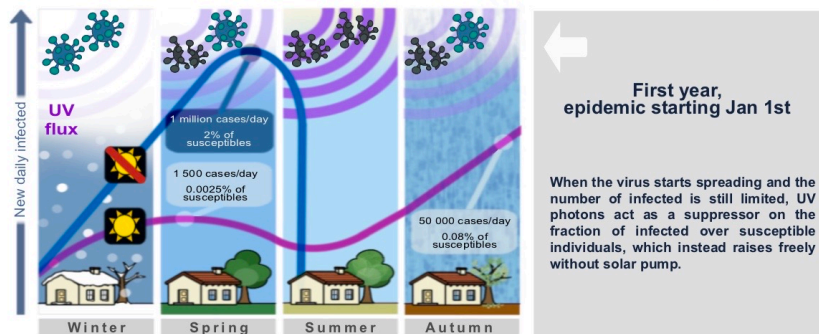 New daily infected
UV
flux
1 million cases/day
2% of
susceptibles
1 500 cases/day
0.0025% of
susceptibles
50 000 cases/day
0.08% of
susceptibles
Winter
Spring
Summer
Autumn
First year,
epidemic starting Jan 1st
When the virus starts spreading and the
number of infected is still limited, UV
photons act as a suppressor on the
fraction of infected over susceptible
individuals, which instead raises freely
without solar pump.